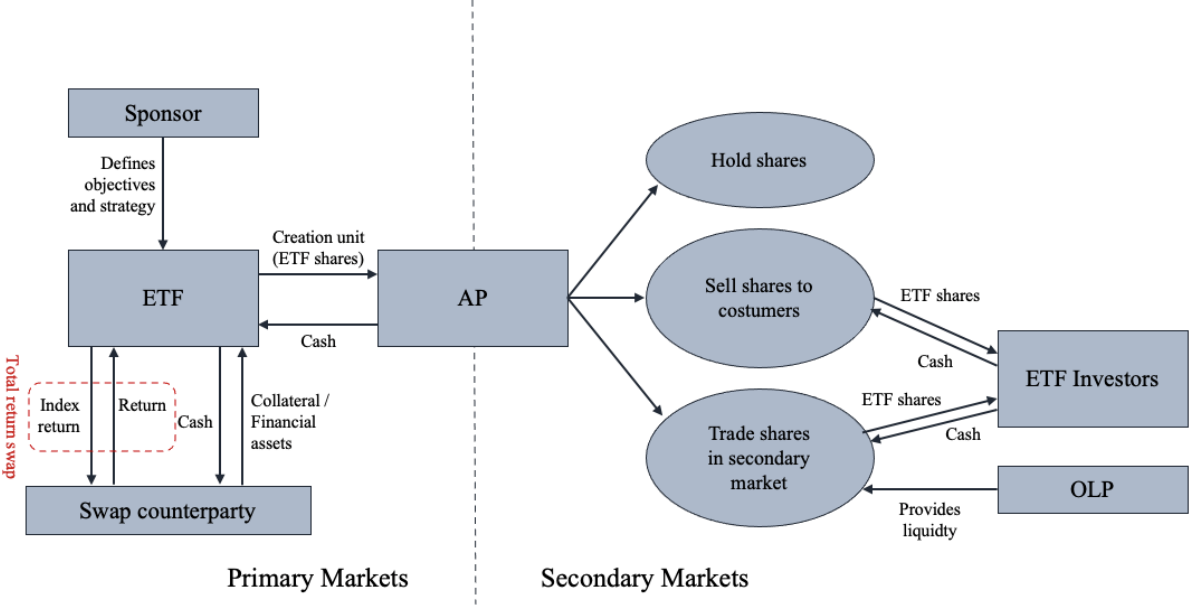 Sponsor
Defines
objectives
and strategy
ETF
Creation unit
(ETF shares)
Cash
AP
Total return swap
Index
return
Return
Cash
Collateral /
Financial
assets
Swap counterparty
Hold shares
Sell shares to
costumers
ETF shares
Cash
ETF Investors
ETF shares
Cash
Trade shares
in secondary
market
OLP
Provides
liquidty
Primary Markets
Secondary Markets